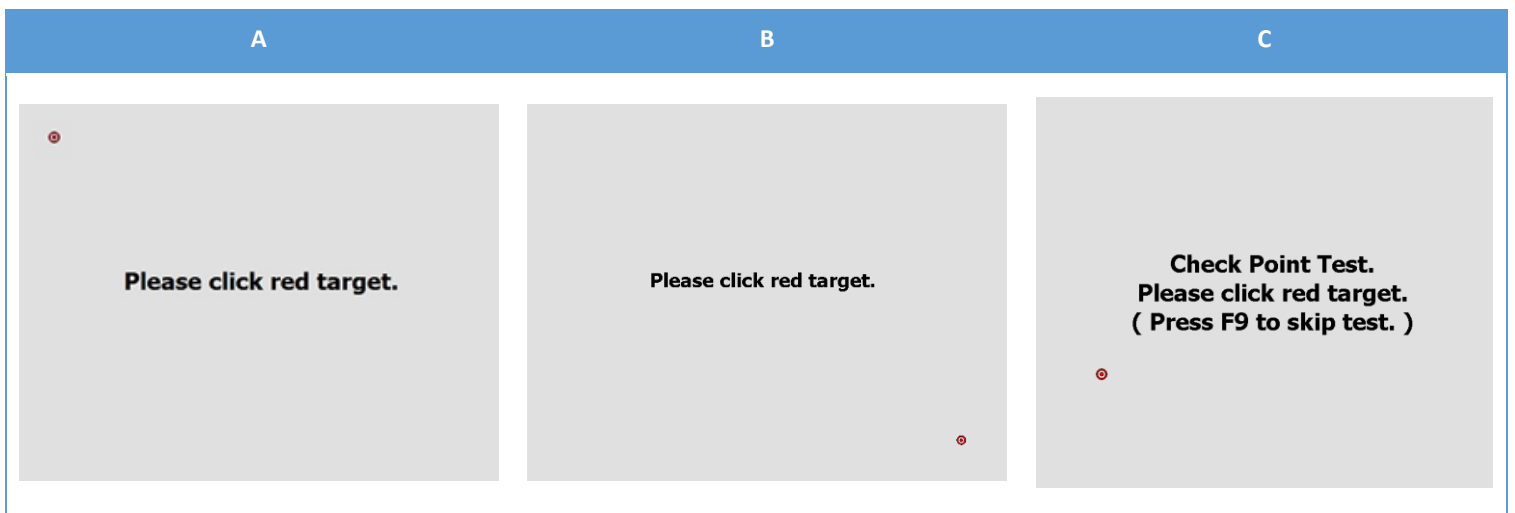 A
B
C
Please click red target.
Please click red target.
Check Point Test.
Please click red target.
( Press F9 to skip test. )